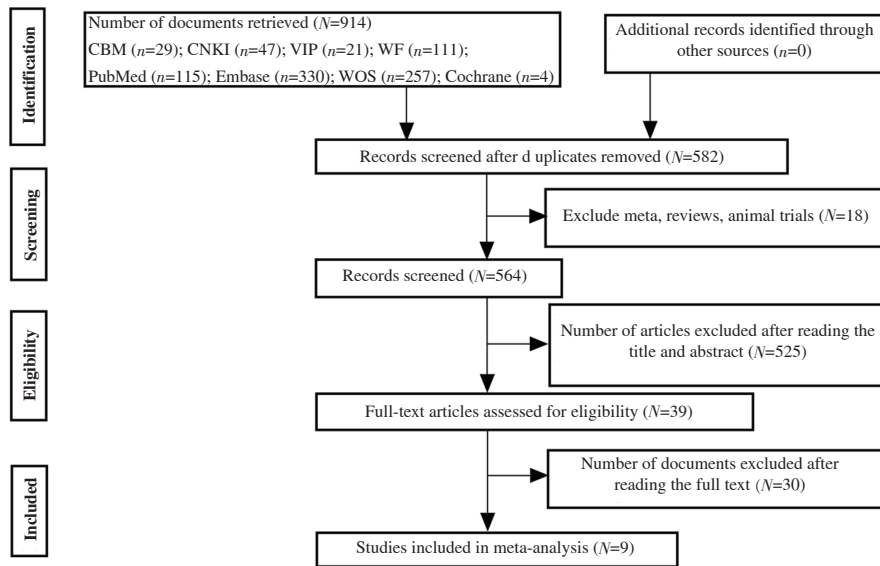 Number of documents retrieved (N=914)
CBM (n=29); CNKI (n=47); VIP (n=21); WF (n=111);
PubMed (n=115); Embase (n=330); WOS (n=257); Cochrane (n=4)
Additional records identified through
other sources (n=0)
Identification
Records screened after d uplicates removed (N=582)
Screening
Exclude meta, reviews, animal trials (N=18)
Records screened (N=564)
Eligibility
Number of articles excluded after reading the
title and abstract (N=525)
Full-text articles assessed for eligibility (N=39)
Included
Number of documents excluded after
reading the full text (N=30)
Studies included in meta-analysis (N=9)